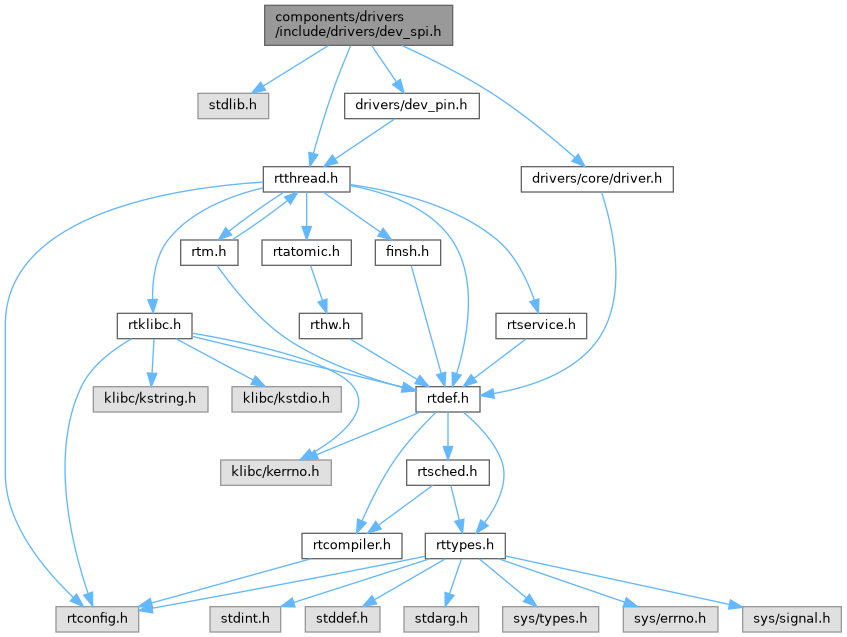 components/drivers
/include/drivers/dev_spi.h
stdlib.h
drivers/dev_pin.h
rtthread.h
drivers/core/driver.h
rtm.h
rtatomic.h
finsh.h
rtklibc.h
rthw.h
rtservice.h
klibc/kstring.h
klibc/kstdio.h
rtdef.h
klibc/kerrno.h
rtsched.h
rtcompiler.h
rttypes.h
rtconfig.h
stdint.h
stddef.h
stdarg.h
sys/types.h
sys/errno.h
sys/signal.h